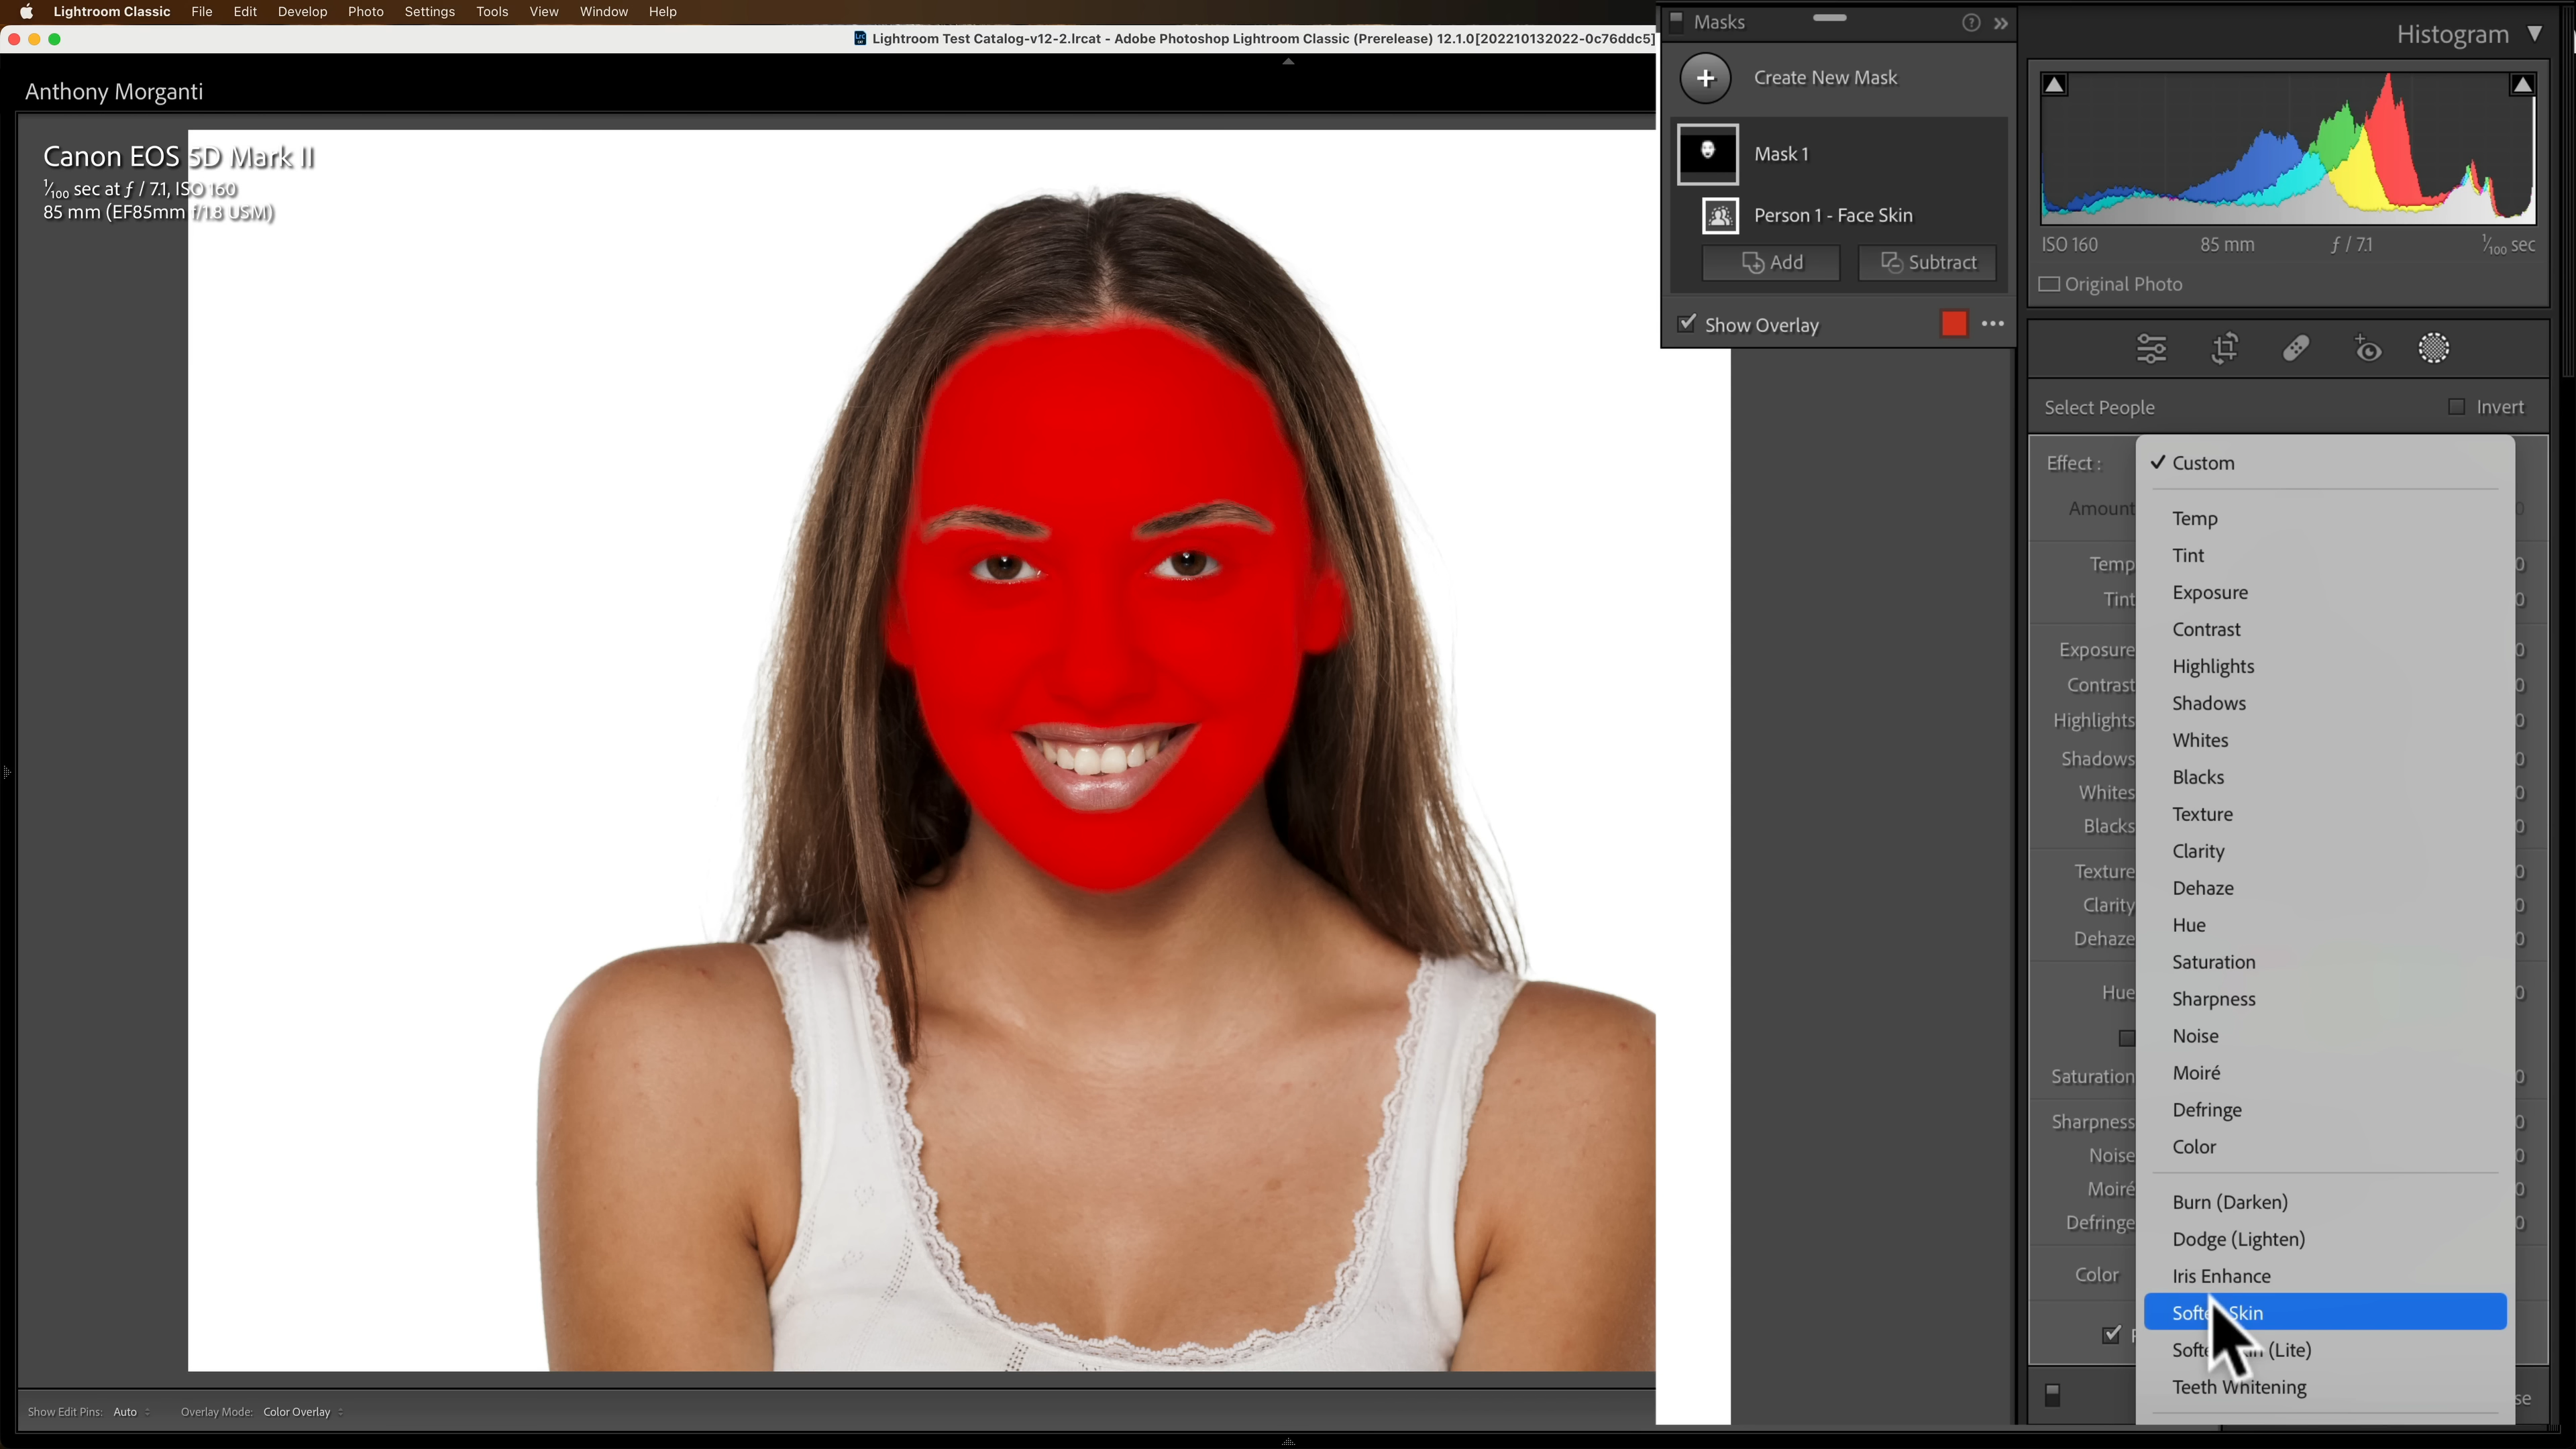 Lightroom Classic File Edit Develop Photo Settings Tools View Window Help
Lightroom Test Catalog-v12-2.lrcat - Adobe Photoshop Lightroom Classic (Prerelease) 12.1.0[202210132022-0c76ddc5]
Anthony Morganti
Canon EOS 5D Mark II
1/100 sec at ƒ / 7.1, ISO 160
85 mm (EF85mm f/1.8 USM)
Masks
Create New Mask
Mask 1
Person 1 - Face Skin
Add Subtract
Show Overlay
Histogram
ISO 160 85 mm ƒ / 7.1 1/100 sec
Original Photo
Select People Invert
Effect :
Amount
Temp
Tint
Exposure
Contrast
Highlights
Shadows
Whites
Blacks
Texture
Clarity
Dehaze
Hue
Saturation
Sharpness
Noise
Moiré
Defringe
Color
Custom
Temp
Tint
Exposure
Contrast
Highlights
Shadows
Whites
Blacks
Texture
Clarity
Dehaze
Hue
Saturation
Sharpness
Noise
Moiré
Defringe
Color
Burn (Darken)
Dodge (Lighten)
Iris Enhance
Soften Skin
Soften Skin (Lite)
Teeth Whitening
Show Edit Pins: Auto Overlay Mode: Color Overlay